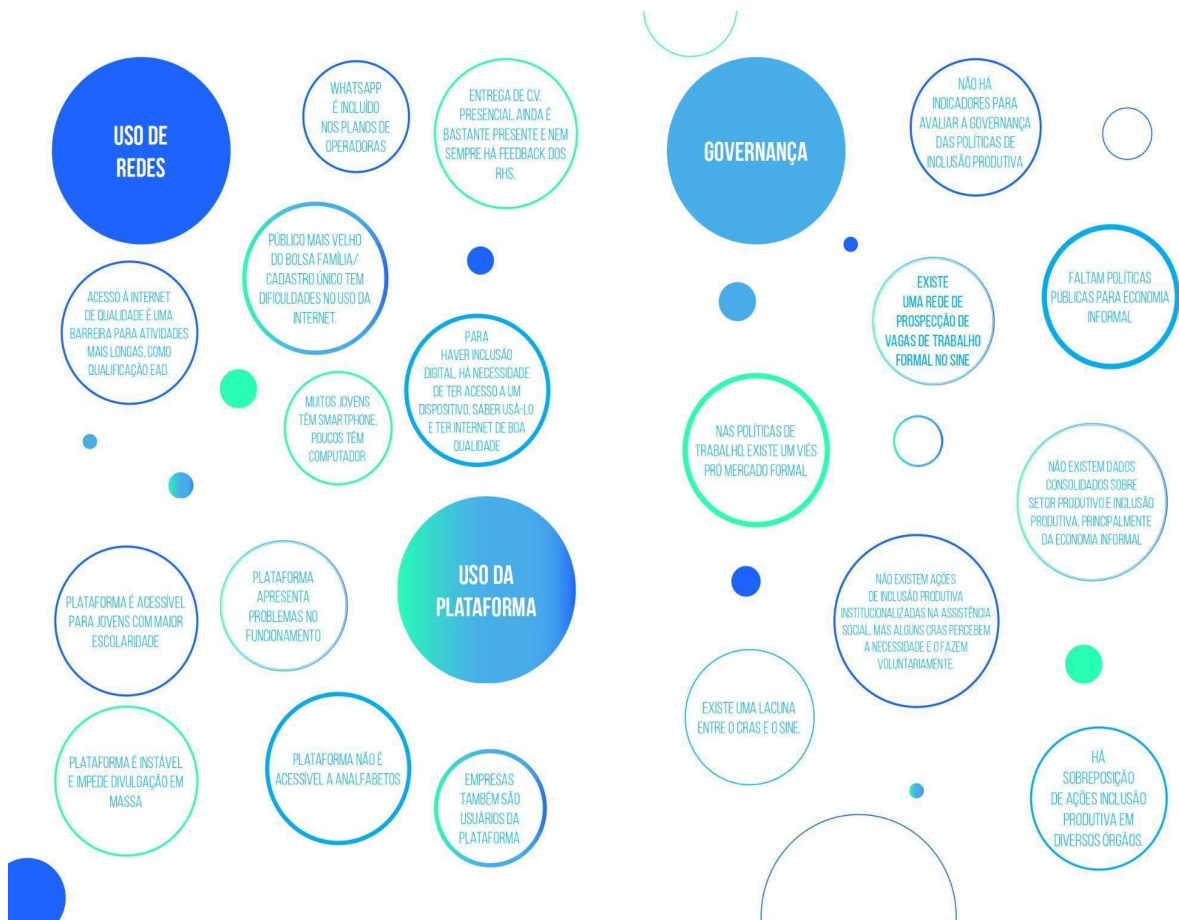 USO DE
REDES
WHATSAPP
É INCLUÍDO
NOS PLANOS DE
OPERADORAS
ENTREGA DE C.V.
PRESENCIAL AINDA É
BASTANTE PRESENTE E NEM
SEMPRE HÁ FEEDBACK DOS
RHS.
PÚBLICO MAIS VELHO
DO BOLSA FAMÍLIA/
CADASTRO ÚNICO TEM
DIFICULDADES NO USO DA
INTERNET.
ACESSO À INTERNET
DE QUALIDADE É UMA
BARREIRA PARA ATIVIDADES
MAIS LONGAS, COMO
QUALIFICAÇÃO EAD.
PARA
HAVER INCLUSÃO
DIGITAL, HÁ NECESSIDADE
DE TER ACESSO A UM
DISPOSITIVO, SABER USÁ-LO
E TER INTERNET DE BOA
QUALIDADE
MUITOS JOVENS
TÊM SMARTPHONE,
POUCOS TÊM
COMPUTADOR
USO DA
PLATAFORMA
PLATAFORMA
APRESENTA
PROBLEMAS NO
FUNCIONAMENTO
PLATAFORMA É ACESSÍVEL
PARA JOVENS COM MAIOR
ESCOLARIDADE
PLATAFORMA É INSTÁVEL
E IMPEDE DIVULGAÇÃO EM
MASSA
PLATAFORMA NÃO É
ACESSÍVEL A ANALFABETOS
EMPRESAS
TAMBÉM SÃO
USUÁRIOS DA
PLATAFORMA
GOVERNANÇA
NÃO HÁ
INDICADORES PARA
AVALIAR A GOVERNANÇA
DAS POLÍTICAS DE
INCLUSÃO PRODUTIVA
EXISTE
UMA REDE DE
PROSPECÇÃO DE
VAGAS DE TRABALHO
FORMAL NO SINE
FALTAM POLÍTICAS
PÚBLICAS PARA ECONOMIA
INFORMAL
NAS POLÍTICAS DE
TRABALHO, EXISTE UM VIÉS
PRÓ MERCADO FORMAL
NÃO EXISTEM DADOS
CONSOLIDADOS SOBRE
SETOR PRODUTIVO E INCLUSÃO
PRODUTIVA, PRINCIPALMENTE
DA ECONOMIA INFORMAL
NÃO EXISTEM AÇÕES
DE INCLUSÃO PRODUTIVA
INSTITUCIONALIZADAS NA ASSISTÊNCIA
SOCIAL, MAS ALGUNS CRAS PERCEBEM
A NECESSIDADE E O FAZEM
VOLUNTARIAMENTE.
EXISTE UMA LACUNA
ENTRE O CRAS E O SINE.
HÁ
SOBREPOSIÇÃO
DE AÇÕES INCLUSÃO
PRODUTIVA EM
DIVERSOS ÓRGÃOS.